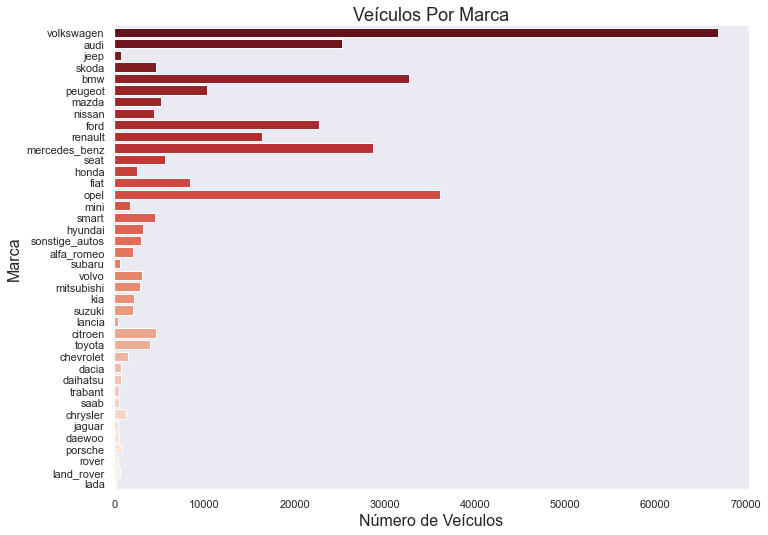 Veículos Por Marca
volkswagen
audi
jeep
skoda
bmw
peugeot
mazda
nissan
ford
renault
mercedes_benz
seat
honda
fiat
opel
mini
smart
hyundai
sonstige_autos
alfa_romeo
subaru
volvo
mitsubishi
kia
suzuki
lancia
citroen
toyota
chevrolet
dacia
daihatsu
trabant
saab
chrysler
jaguar
daewoo
porsche
rover
land_rover
lada
Marca
0 10000 20000 30000 40000 50000 60000 70000
Número de Veículos